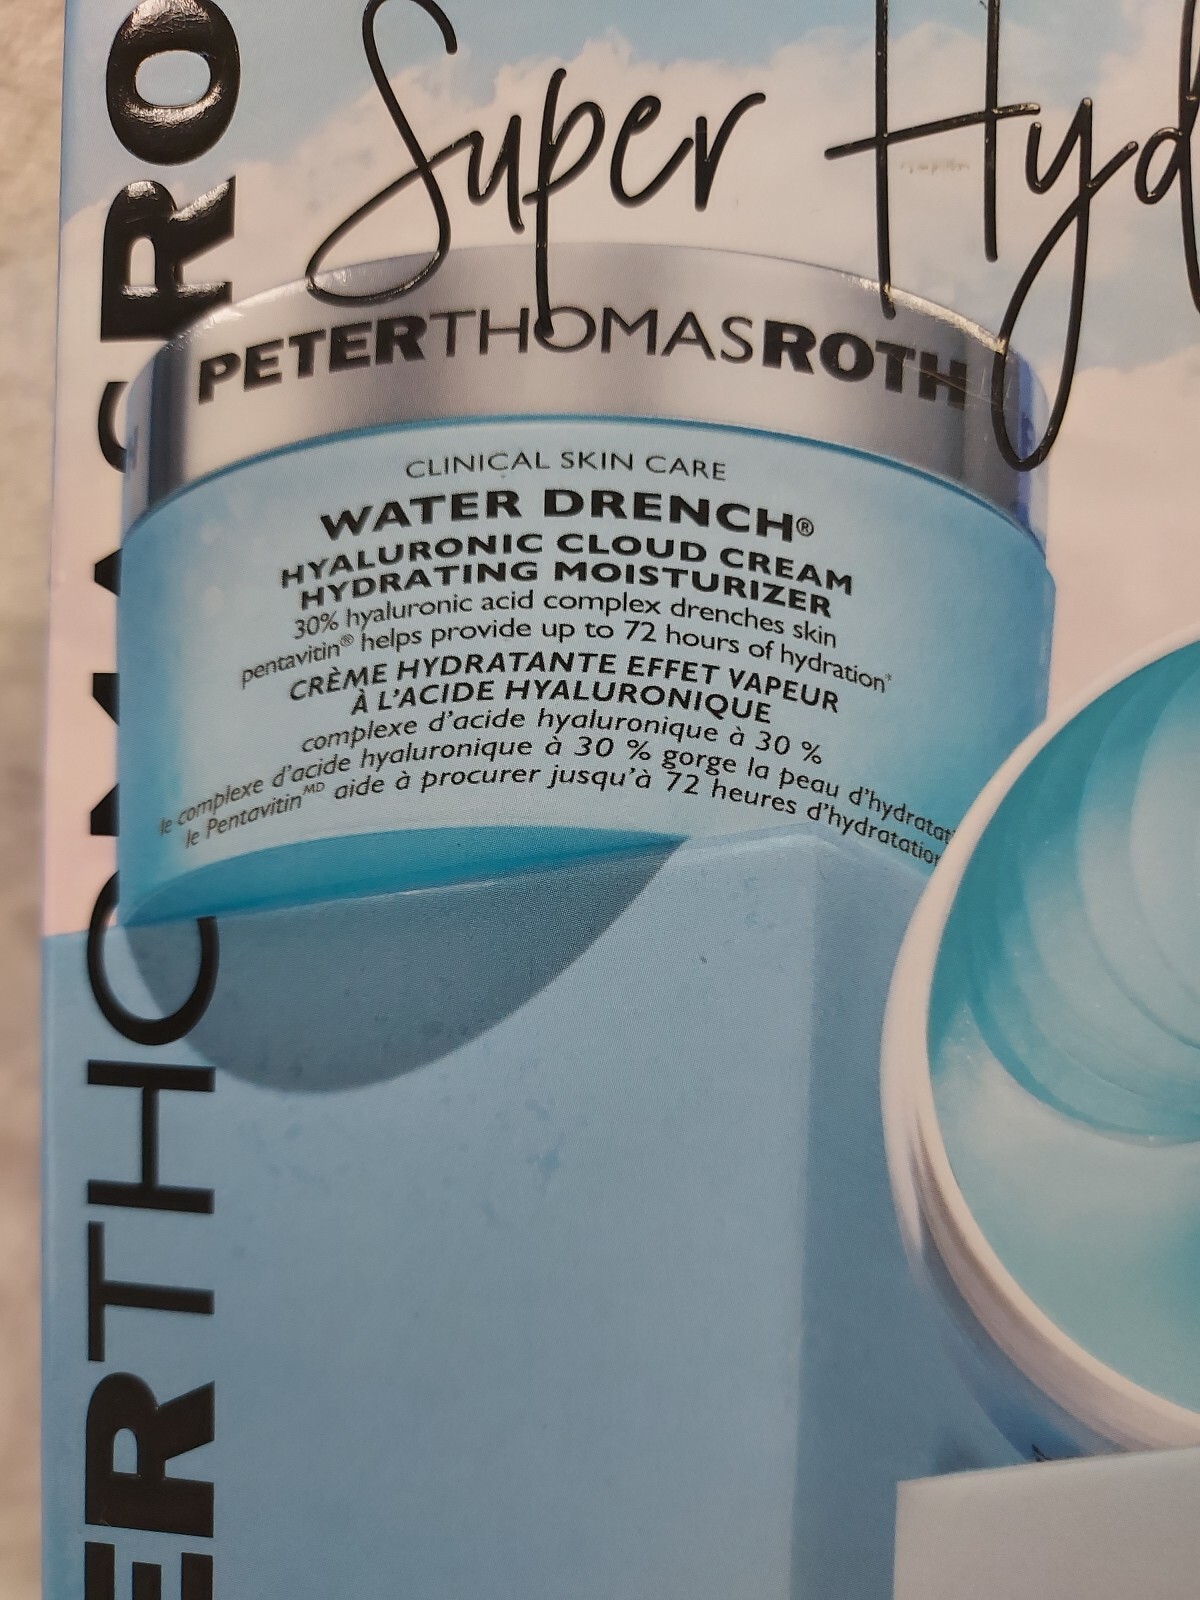 Super Hyd
PETERTHOMASROTH
CLINICAL SKIN CARE
WATER DRENCH®
HYALURONIC CLOUD CREAM
HYDRATING MOISTURIZER
30% hyaluronic acid complex drenches skin
pentavitin® helps provide up to 72 hours of hydration*
CRÈME HYDRATANTE EFFET VAPEUR
À L'ACIDE HYALURONIQUE
complexe d'acide hyaluronique à 30 %
le complexe d'acide hyaluronique à 30 % gorge la peau d'hydratat
le Pentavitin MD aide à procurer jusqu'à 72 heures d'hydratation
ERTHOMASRO